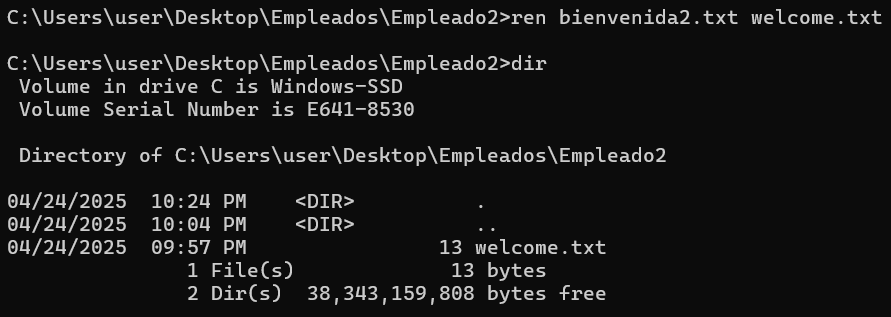 C:\Users\user\Desktop\Empleados\Empleado2>ren bienvenida2.txt welcome.txt
C:\Users\user\Desktop\Empleados\Empleado2>dir
Volume in drive C is Windows-SSD
Volume Serial Number is E641-8530
Directory of C:\Users\user\Desktop\Empleados\Empleado2
04/24/2025  10:24 PM    <DIR>          .
04/24/2025  10:04 PM    <DIR>          ..
04/24/2025  09:57 PM                13 welcome.txt
1 File(s)             13 bytes
2 Dir(s)  38,343,159,808 bytes free